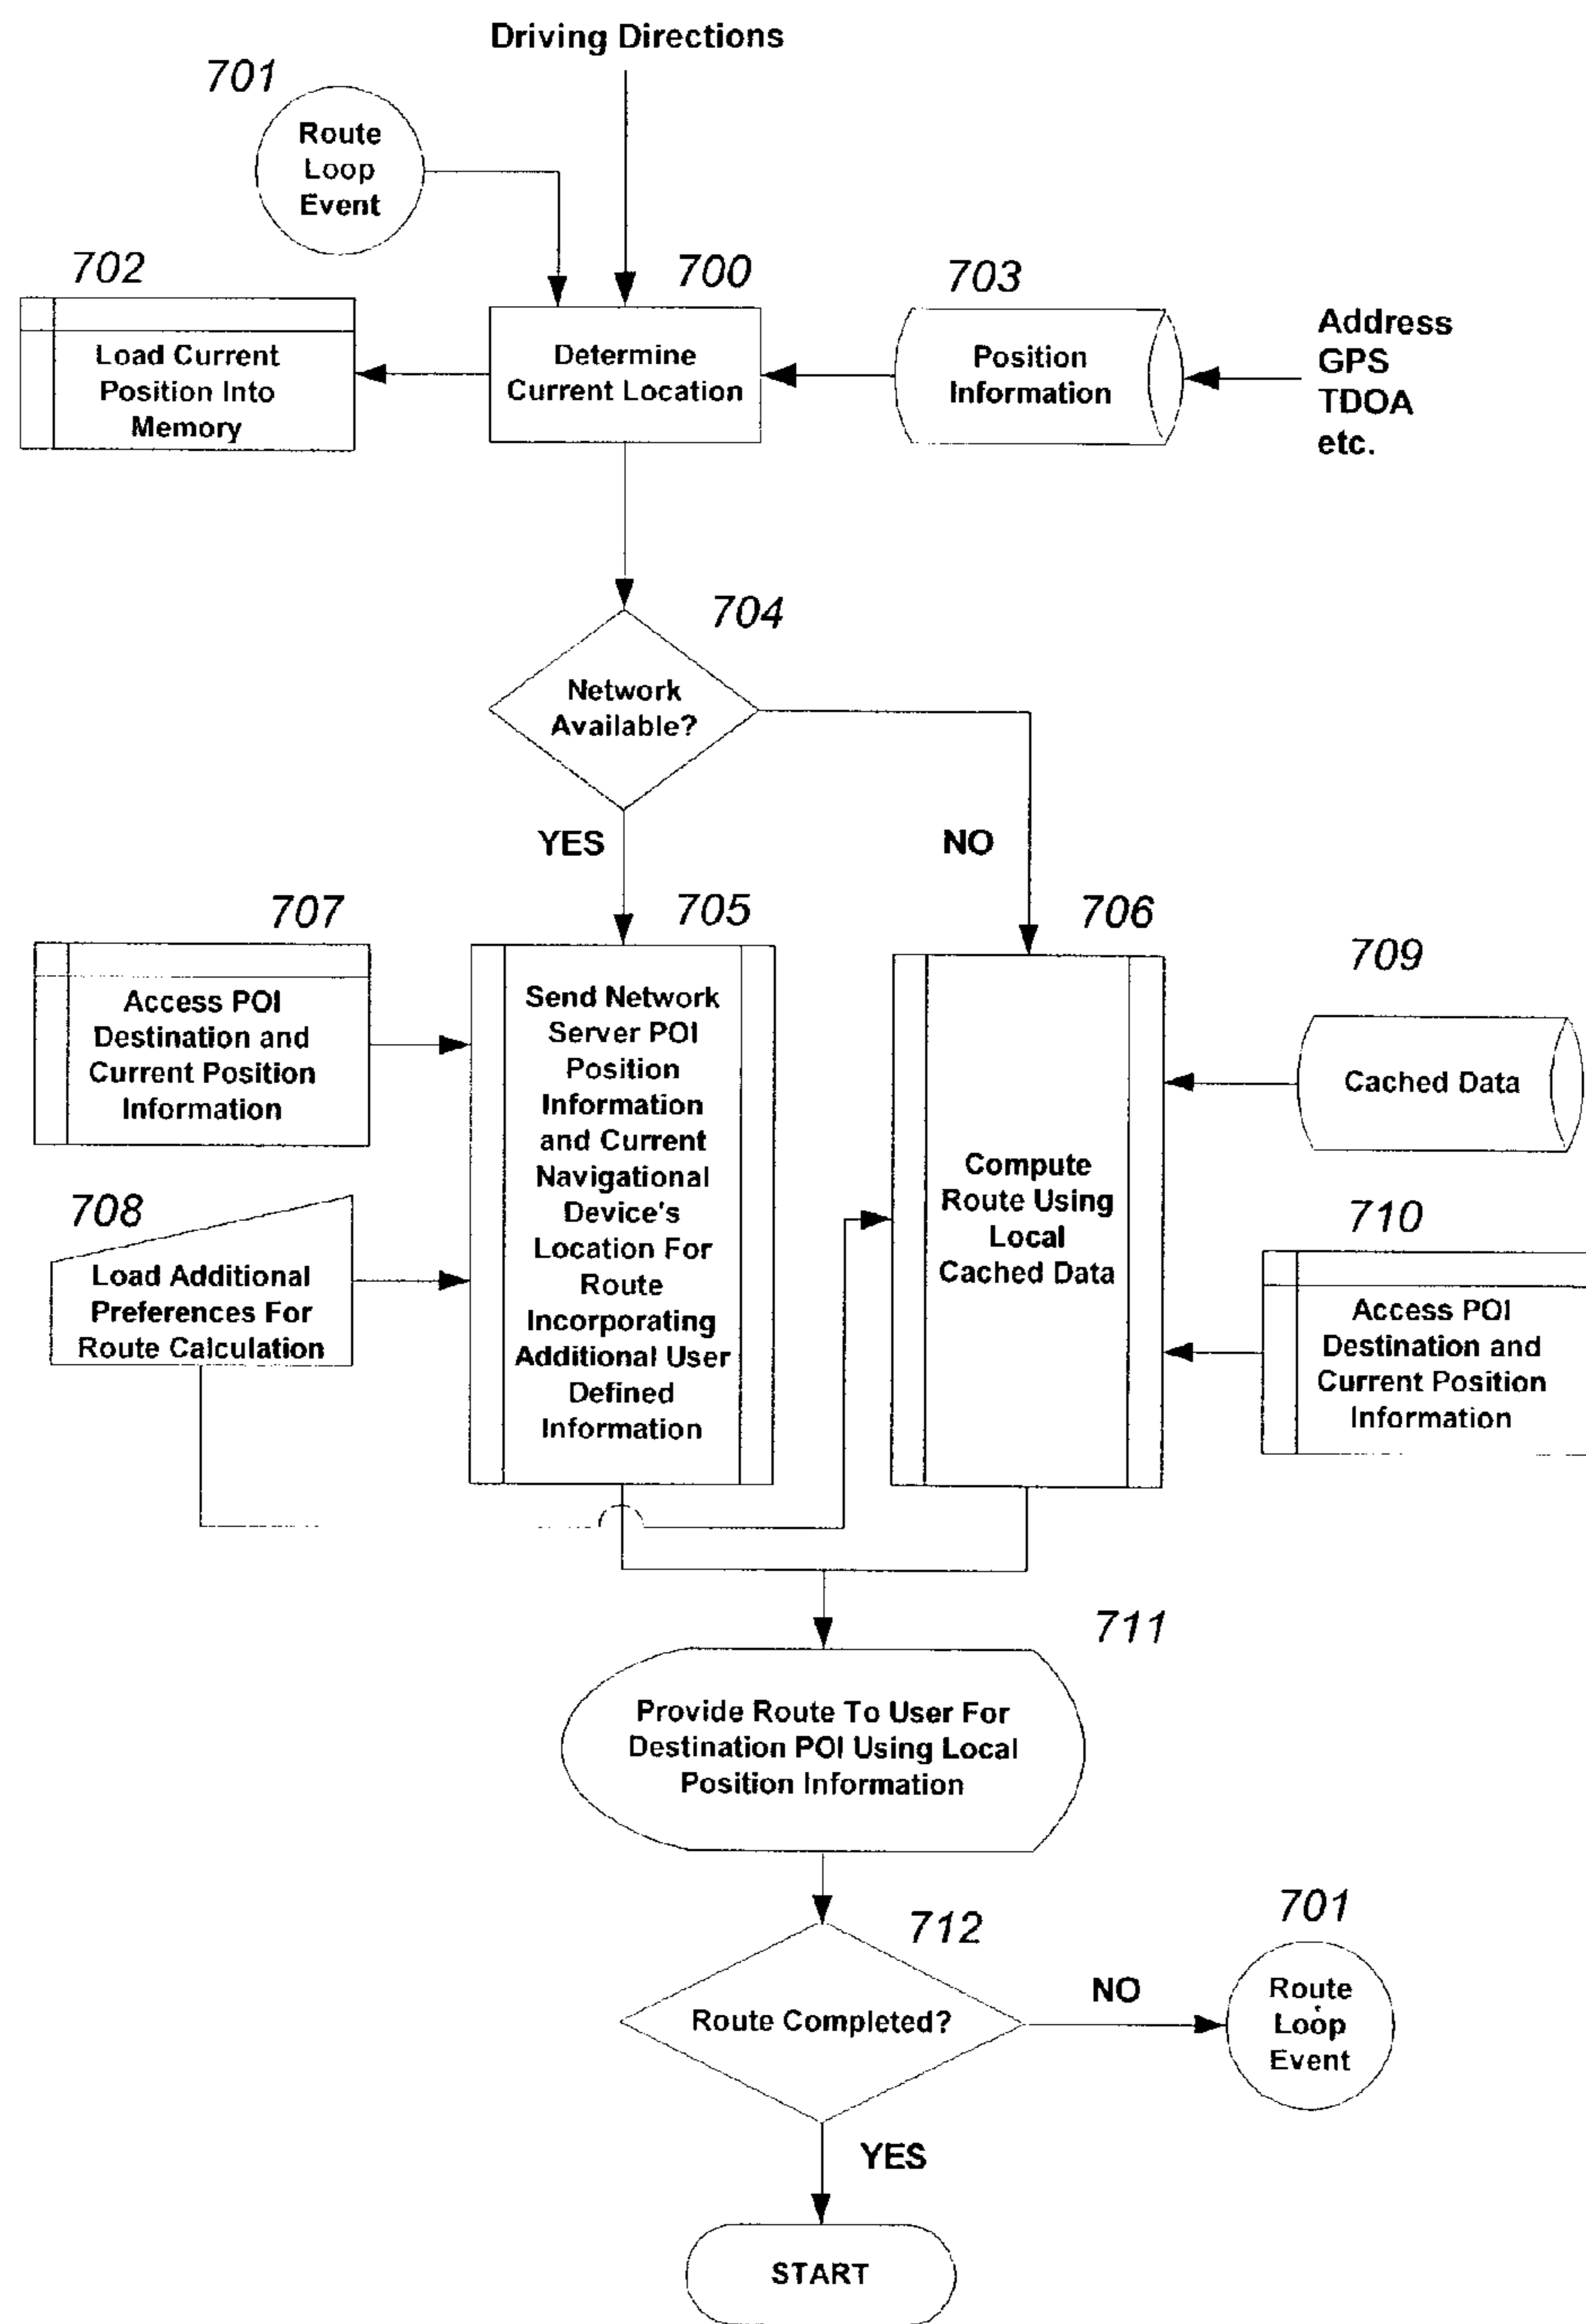 Driving Directions
701
Route
Loop
Event
702
Load Current
Position Into
Memory
700
Determine
Current Location
703
Position
Information
Address
GPS
TDOA
etc.
704
Network
Available?
YES
NO
707
Access POI
Destination and
Current Position
Information
705
Send Network
Server POI
Position
Information
and Current
Navigational
Device's
Location For
Route
Incorporating
Additional User
Defined
Information
706
Compute
Route Using
Local
Cached Data
709
Cached Data
708
Load Additional
Preferences For
Route Calculation
710
Access POI
Destination and
Current Position
Information
711
Provide Route To User For
Destination POI Using Local
Position Information
712
Route Completed?
NO
701
Route
Loop
Event
YES
START